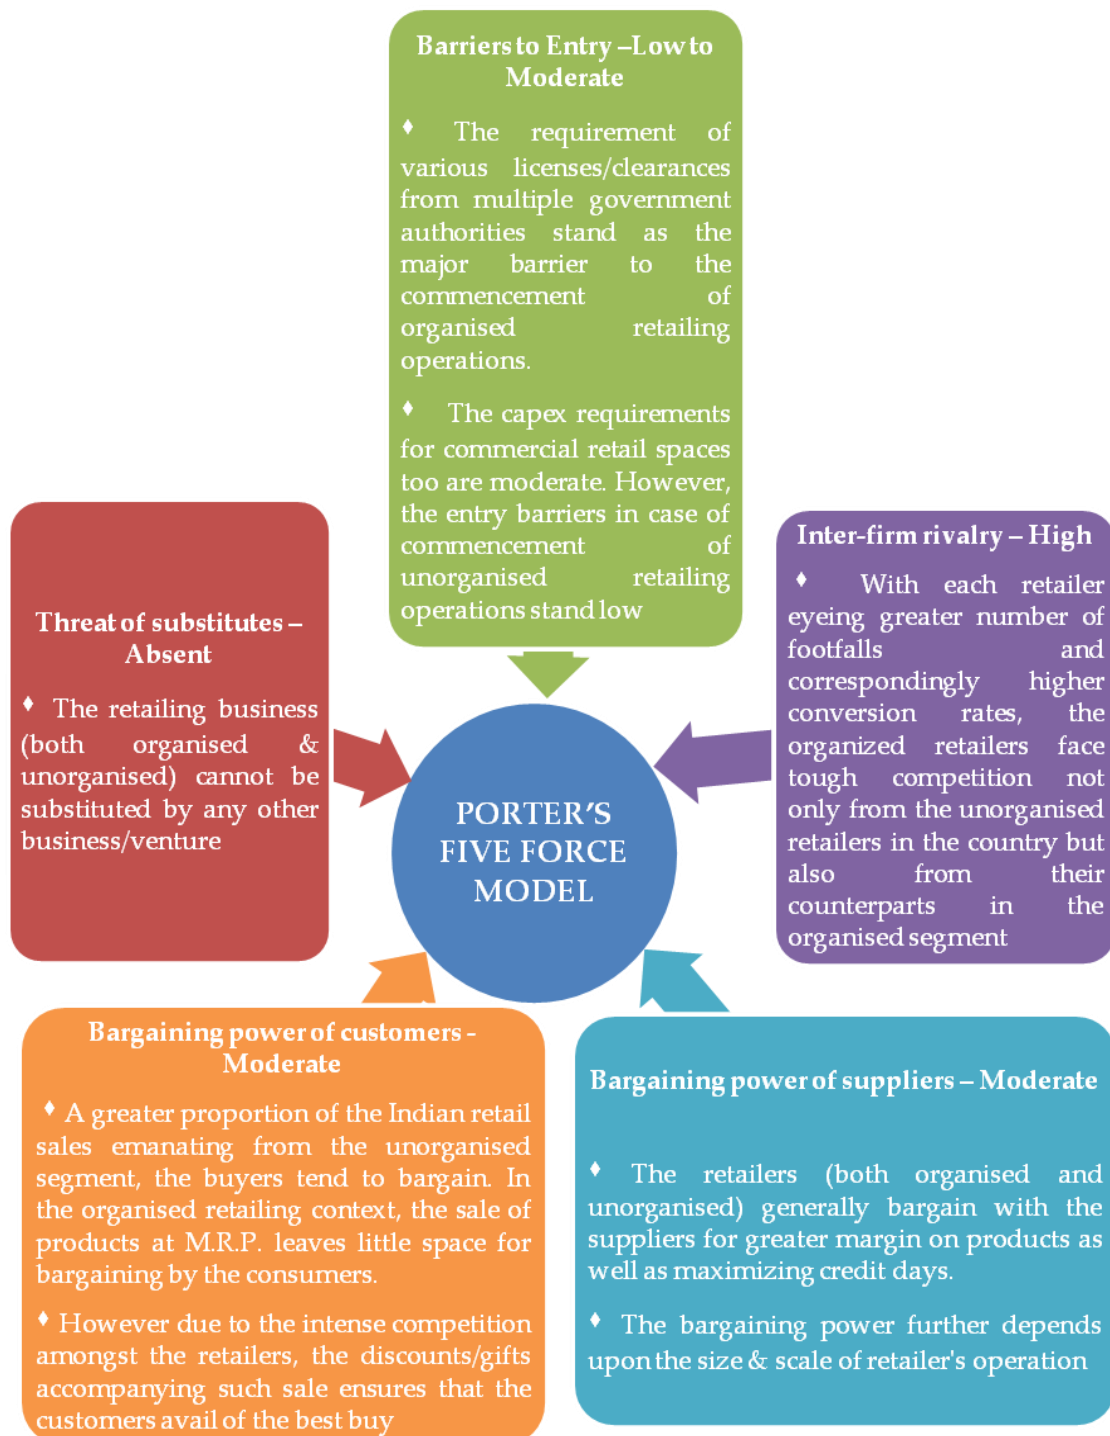 Barriers to Entry –Low to
Moderate
♦ The requirement of
various licenses/clearances
from multiple government
authorities stand as the
major barrier to the
commencement of
organised retailing
operations.
♦ The capex requirements
for commercial retail spaces
too are moderate. However,
the entry barriers in case of
commencement of
unorganised retailing
operations stand low
Threat of substitutes –
Absent
♦ The retailing business
(both organised &
unorganised) cannot be
substituted by any other
business/venture
PORTER'S
FIVE FORCE
MODEL
Inter-firm rivalry – High
♦ With each retailer
eyeing greater number of
footfalls and
correspondingly higher
conversion rates, the
organized retailers face
tough competition not
only from the unorganised
retailers in the country but
also from their
counterparts in the
organised segment
Bargaining power of customers -
Moderate
♦ A greater proportion of the Indian retail
sales emanating from the unorganised
segment, the buyers tend to bargain. In
the organised retailing context, the sale of
products at M.R.P. leaves little space for
bargaining by the consumers.
♦ However due to the intense competition
amongst the retailers, the discounts/gifts
accompanying such sale ensures that the
customers avail of the best buy
Bargaining power of suppliers – Moderate
♦ The retailers (both organised and
unorganised) generally bargain with the
suppliers for greater margin on products as
well as maximizing credit days.
♦ The bargaining power further depends
upon the size & scale of retailer's operation